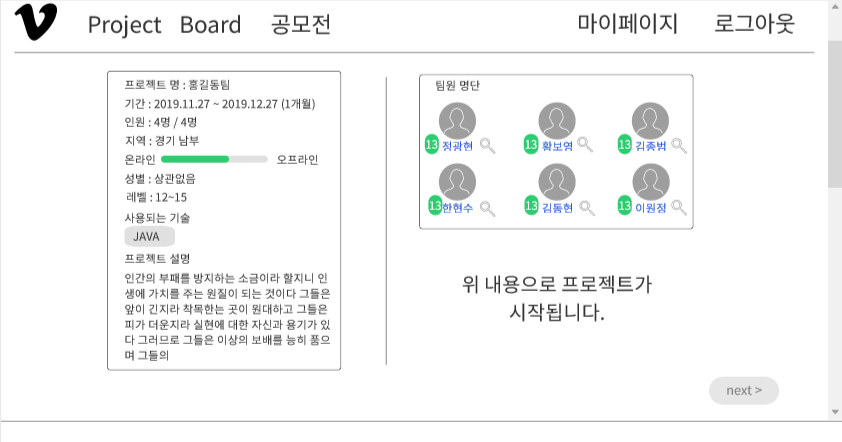 Project Board 공모전 마이페이지 로그아웃
프로젝트 명 : 홍길동팀
기간 : 2019.11.27 ~ 2019.12.27 (1개월)
인원 : 4명 / 4명
지역 : 경기 남부
온라인 오프라인
성별 : 상관없음
레벨 : 12~15
사용되는 기술
JAVA
프로젝트 설명
인간의 부패를 방지하는 소금이라 할지니 인
생에 가치를 주는 원질이 되는 것이다 그들은
앞이 긴지라 착목한는 곳이 원대하고 그들은
피가 더운지라 실현에 대한 자신과 용기가 있
다 그러므로 그들은 이상의 보배를 능히 품으
며 그들의
팀원 명단
13 정광현 13 황보영 13 김종범
13 한현수 13 김동현 13 이원정
위 내용으로 프로젝트가
시작됩니다.
next >